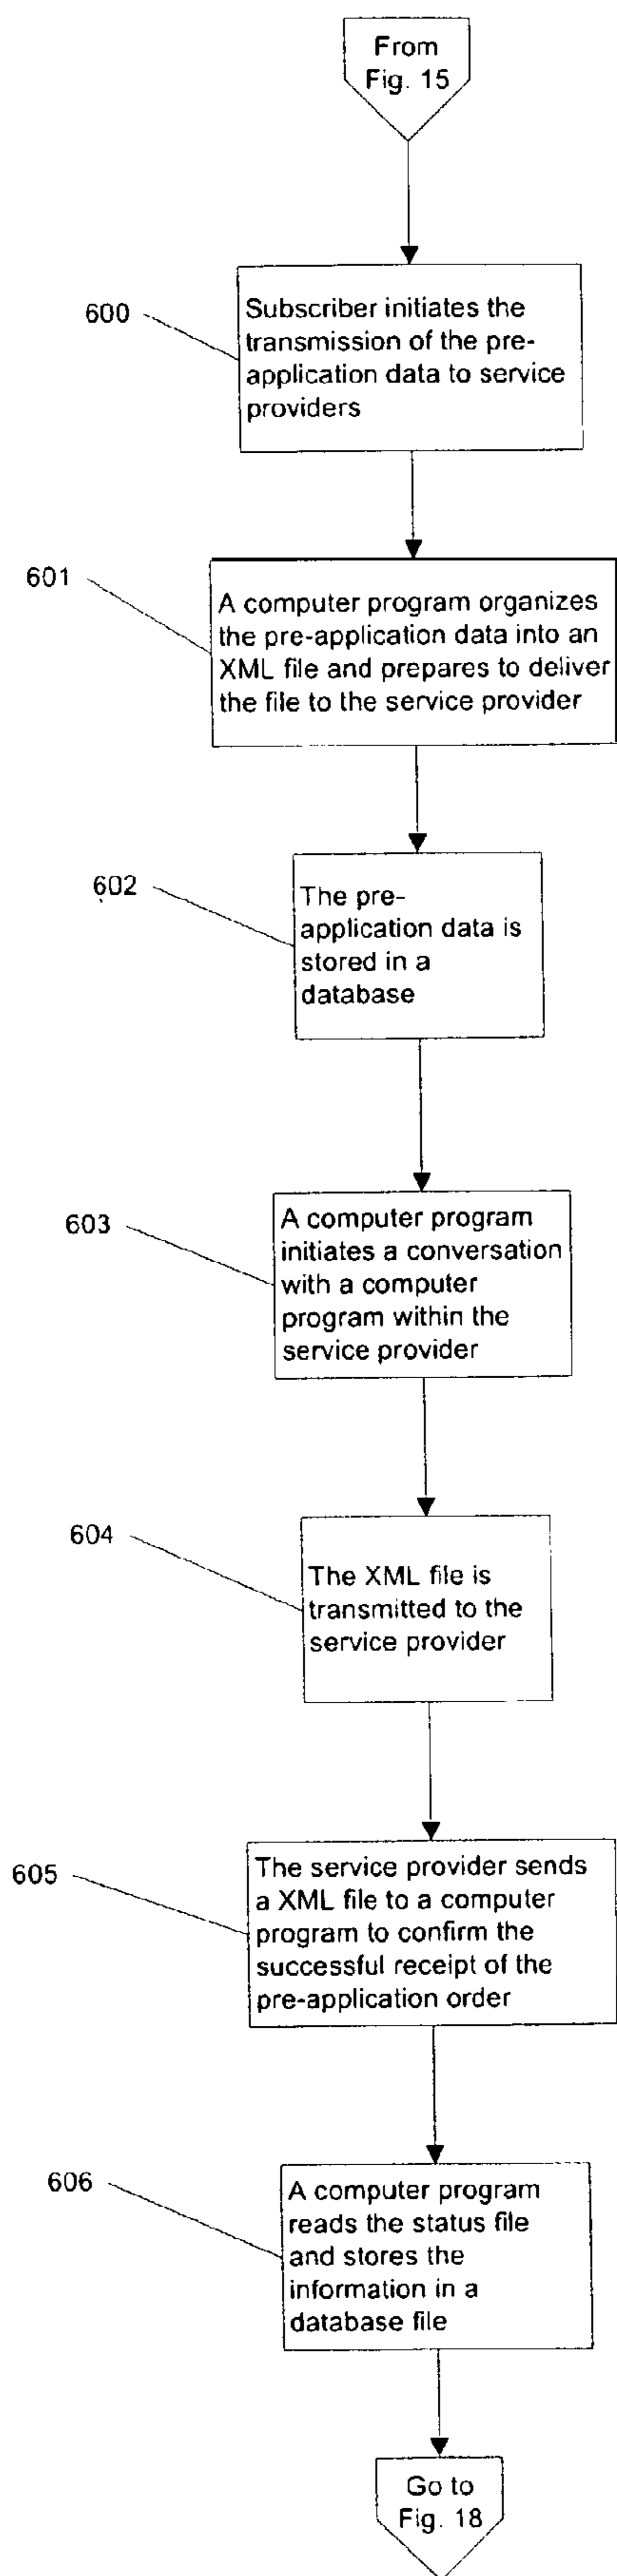 From
Fig. 15
600
Subscriber initiates the
transmission of the pre-
application data to service
providers
601
A computer program organizes
the pre-application data into an
XML file and prepares to deliver
the file to the service provider
602
The pre-
application data is
stored in a
database
603
A computer program
initiates a conversation
with a computer
program within the
service provider
604
The XML file is
transmitted to the
service provider
605
The service provider sends
a XML file to a computer
program to confirm the
successful receipt of the
pre-application order
606
A computer program
reads the status file
and stores the
information in a
database file
Go to
Fig. 18